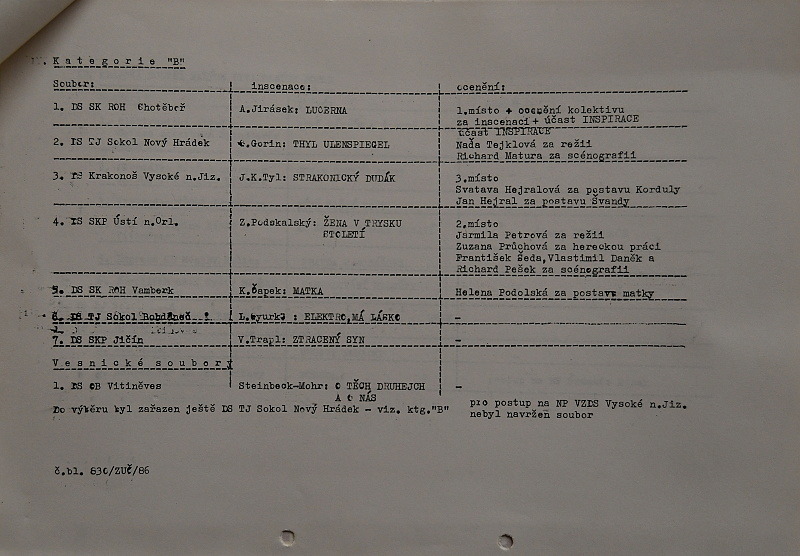 Kategorie "B"
Soubor: inscenace: ocenění:
1. DS SK ROH Chotěboř A.Jirásek: LUCERNA 1.místo + ocenění kolektivu
za inscenaci + účast INSPIRACE
účast INSPIRACE
2. DS TJ Sokol Nový Hrádek G.Gorin: THYL ULENSPIEGEL Naďa Tejklová za režii
Richard Matura za scénografii
3. DS Krakonoš Vysoké n.Jiz. J.K.Tyl: STRAKONICKÝ DUDÁK 3.místo
Svatava Hejralová za postavu Korduly
Jan Hejral za postavu Švandy
4. DS SKP Ústí n.Orl. Z.Podskalský: ŽENA V TRYSKU 2.místo
STOLETÍ Jarmila Petrová za režii
Zuzana Průchová za hereckou práci
František Šeda,Vlastimil Daněk a
Richard Pešek za scénografii
5. DS SK ROH Vamberk K.Čapek: MATKA Helena Podolská za postavu matky
6. DS TJ Sokol : ELEKTRO,MÁ LÁSKO -
7. DS SKP Jičín V.Trapl: ZTRACENÝ SYN -
Vesnické soubory
1. DS OB Vitiněves Steinbeck-Mohr: O TĚCH DRUHEJCH -
A O NÁS
Do výběru byl zařazen ještě DS TJ Sokol Nový Hrádek - viz. ktg."B" pro postup na NP VZDS Vysoké n.Jiz.
nebyl navržen soubor
č.bl. 630/ZUČ/86